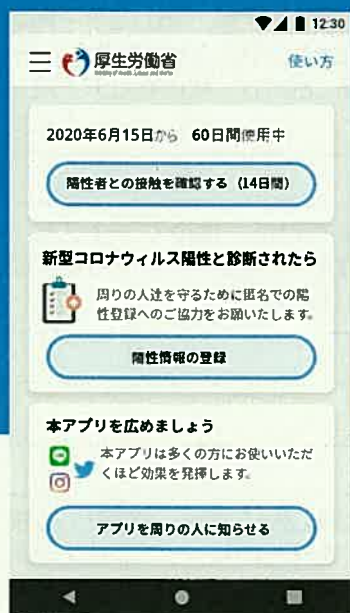 12:30
厚生労働省
使い方
2020年6月15日から 60日間使用中
陽性者との接触を確認する（14日間）
新型コロナウィルス陽性と診断されたら
周りの人達を守るために匿名での陽
性登録へのご協力をお願いたします。
陽性情報の登録
本アプリを広めましょう
本アプリは多くの方にお使いいただ
くほど効果を発揮します。
アプリを周りの人に知らせる